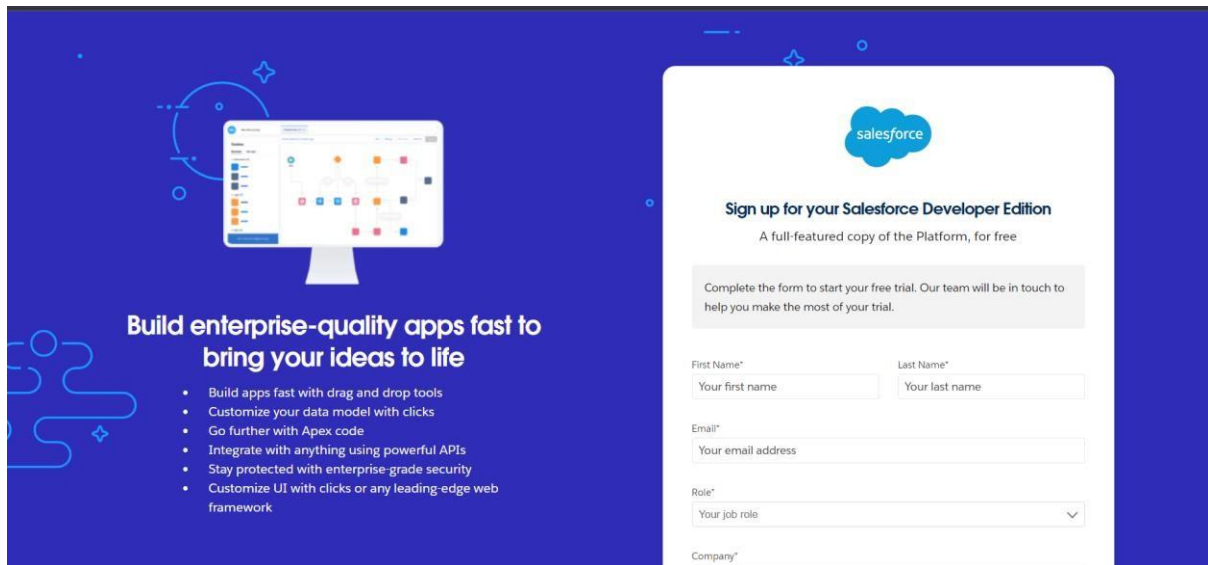 Build enterprise-quality apps fast to
bring your ideas to life
• Build apps fast with drag and drop tools
• Customize your data model with clicks
• Go further with Apex code
• Integrate with anything using powerful APIs
• Stay protected with enterprise-grade security
• Customize UI with clicks or any leading-edge web
framework
salesforce
Sign up for your Salesforce Developer Edition
A full-featured copy of the Platform, for free
Complete the form to start your free trial. Our team will be in touch to
help you make the most of your trial.
First Name*
Last Name*
Your first name
Your last name
Email*
Your email address
Role*
Your job role
Company*